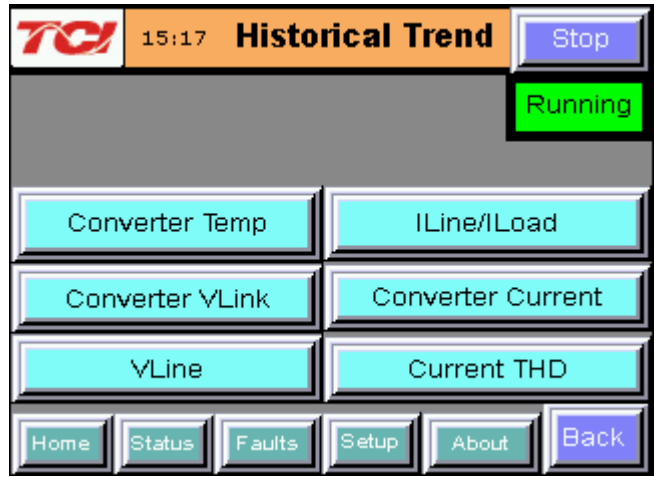 TCI 15:17 Historical Trend Stop
Running
Converter Temp ILine/ILoad
Converter VLink Converter Current
VLine Current THD
Home Status Faults Setup About Back